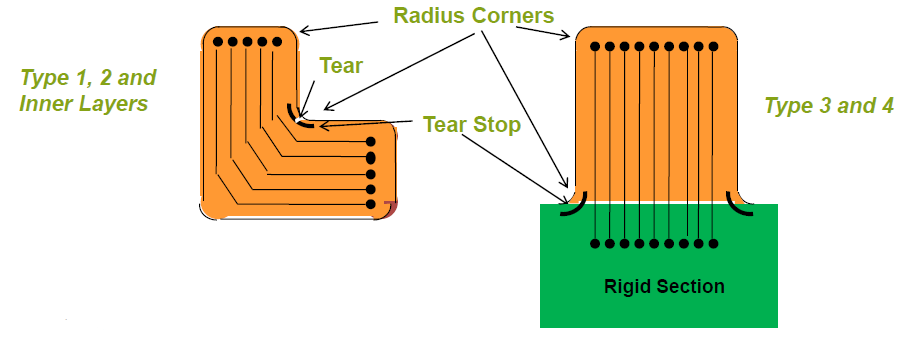 Radius Corners
Type 1, 2 and
Inner Layers
Tear
Tear Stop
Type 3 and 4
Rigid Section